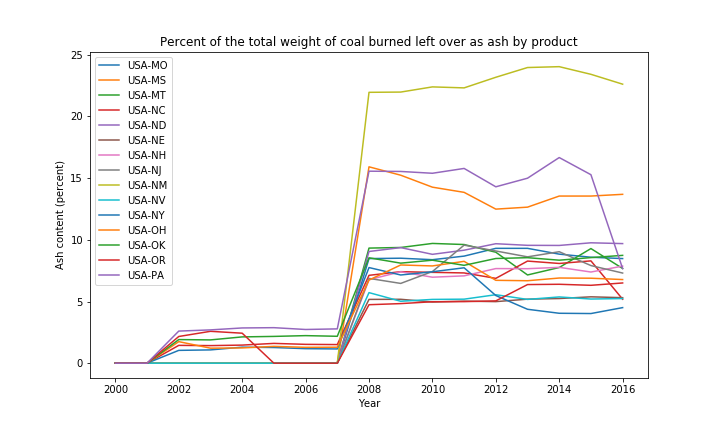 Percent of the total weight of coal burned left over as ash by product
25
20
15
10
5
0
Ash content (percent)
USA-MO
USA-MS
USA-MT
USA-NC
USA-ND
USA-NE
USA-NH
USA-NJ
USA-NM
USA-NV
USA-NY
USA-OH
USA-OK
USA-OR
USA-PA
2000 2002 2004 2006 2008 2010 2012 2014 2016
Year